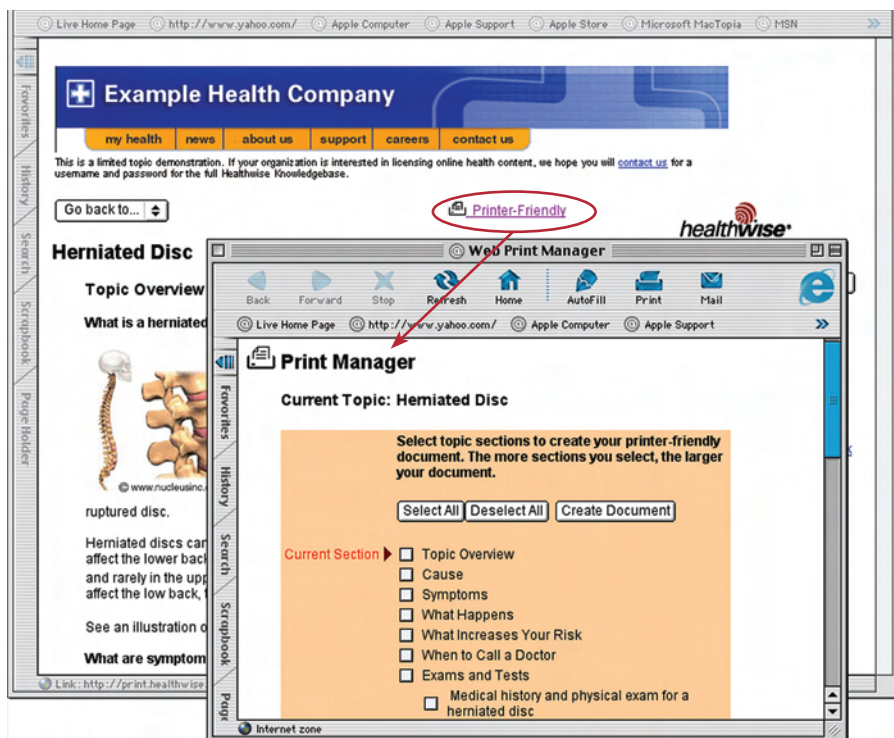 Live Home Page http://www.yahoo.com/ Apple Computer Apple Support Apple Store Microsoft MacTopia MSN
Favorites
History
Search
Scrapbook
Page Holder
Example Health Company
my health news about us support careers contact us
This is a limited topic demonstration. If your organization is interested in licensing online health content, we hope you will contact us for a
username and password for the full Healthwise Knowledgebase.
Go back to...
Printer-Friendly
healthwise
Herniated Disc
Topic Overview
What is a herniated
© www.nucleusinc.
ruptured disc.
Herniated discs can
affect the lower back
and rarely in the upp
affect the low back,
See an illustration o
What are symptom
Link: http://print.healthwise.
Web Print Manager
Back Forward Stop Refresh Home AutoFill Print Mail
Live Home Page http://www.yahoo.com/ Apple Computer Apple Support
Favorites
History
Search
Scrapbook
Page
Print Manager
Current Topic: Herniated Disc
Select topic sections to create your printer-friendly
document. The more sections you select, the larger
your document.
Select All Deselect All Create Document
Current Section Topic Overview
Cause
Symptoms
What Happens
What Increases Your Risk
When to Call a Doctor
Exams and Tests
Medical history and physical exam for a
herniated disc
Internet zone